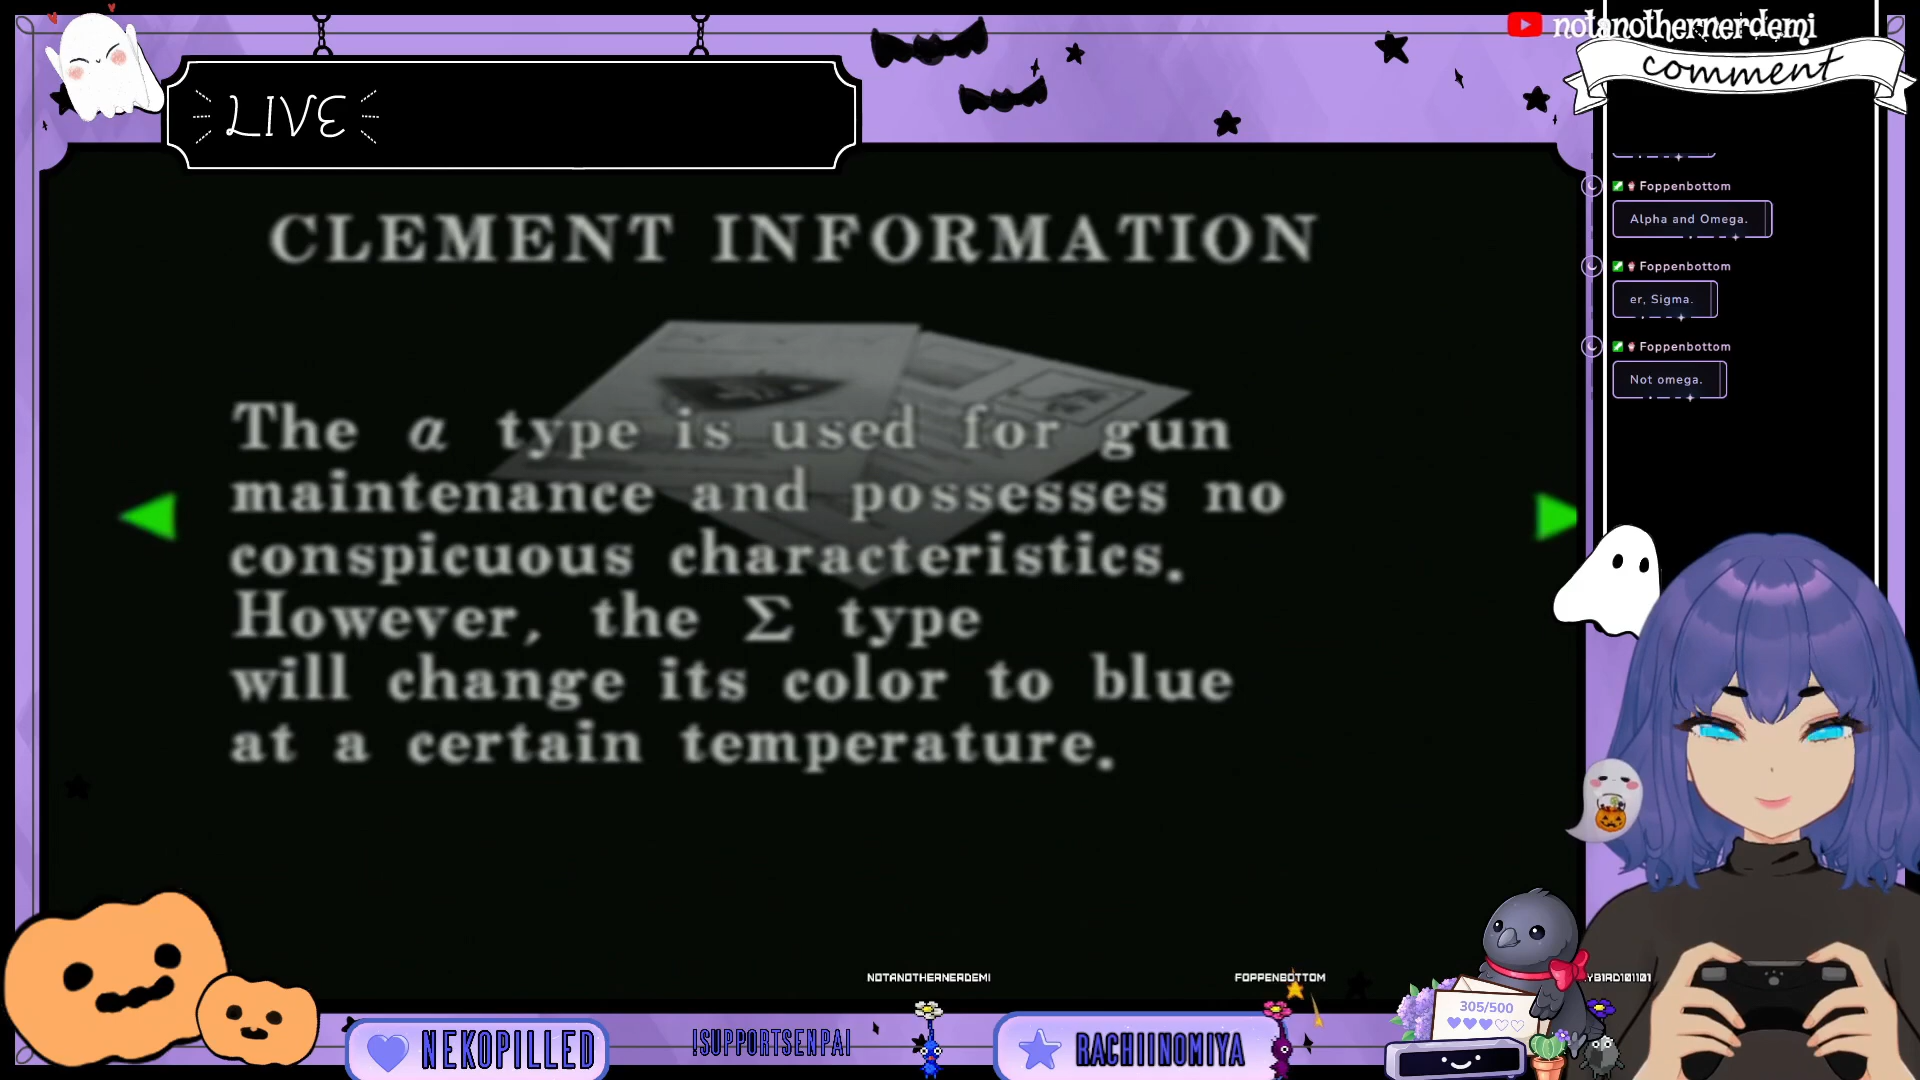 notanothernerdemi
comment
LIVE
CLEMENT INFORMATION
The α type is used for gun
maintenance and possesses no
conspicuous characteristics.
However, the Σ type
will change its color to blue
at a certain temperature.
Foppenbottom
Alpha and Omega.
Foppenbottom
er, Sigma.
Foppenbottom
Not omega.
NOTANOTHERNERDEMI
FOPPENBOTTOM
YB1RD101101
305/500
NEKOPILLED
!SUPPORTSENPAI
RACHIINOMIYA